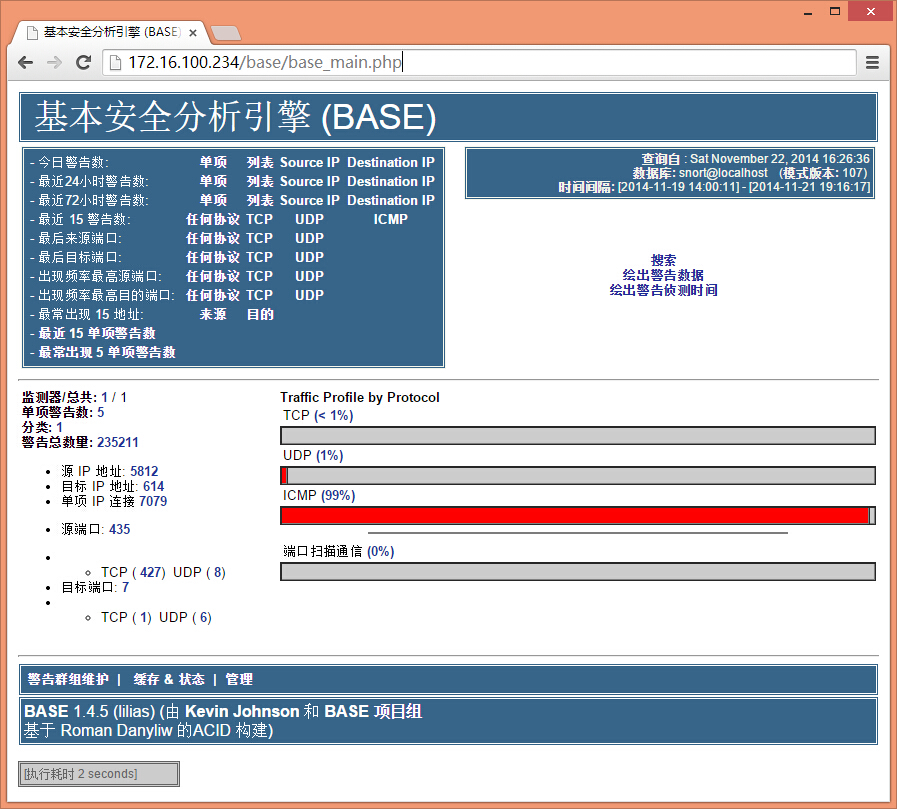 基本安全分析引擎 (BASE)
172.16.100.234/base/base_main.php
基本安全分析引擎 (BASE)
- 今日警告数: 单项 列表 Source IP Destination IP
- 最近24小时警告数: 单项 列表 Source IP Destination IP
- 最近72小时警告数: 单项 列表 Source IP Destination IP
- 最近 15 警告数: 任何协议 TCP UDP ICMP
- 最后来源端口: 任何协议 TCP UDP
- 最后目标端口: 任何协议 TCP UDP
- 出现频率最高源端口: 任何协议 TCP UDP
- 出现频率最高目的端口: 任何协议 TCP UDP
- 最常出现 15 地址: 来源 目的
- 最近 15 单项警告数
- 最常出现 5 单项警告数
查询自 : Sat November 22, 2014 16:26:36
数据库: snort@localhost (模式版本: 107)
时间间隔: [2014-11-19 14:00:11] - [2014-11-21 19:16:17]
搜索
绘出警告数据
绘出警告侦测时间
监测器/总共: 1 / 1
单项警告数: 5
分类: 1
警告总数量: 235211
源 IP 地址: 5812
目标 IP 地址: 614
单项 IP 连接 7079
源端口: 435
TCP ( 427) UDP ( 8)
目标端口: 7
TCP ( 1) UDP ( 6)
Traffic Profile by Protocol
TCP (< 1%)
UDP (1%)
ICMP (99%)
端口扫描通信 (0%)
警告群组维护 | 缓存 & 状态 | 管理
BASE 1.4.5 (lilias) (由 Kevin Johnson 和 BASE 项目组
基于 Roman Danyliw 的ACID 构建)
[执行耗时 2 seconds]